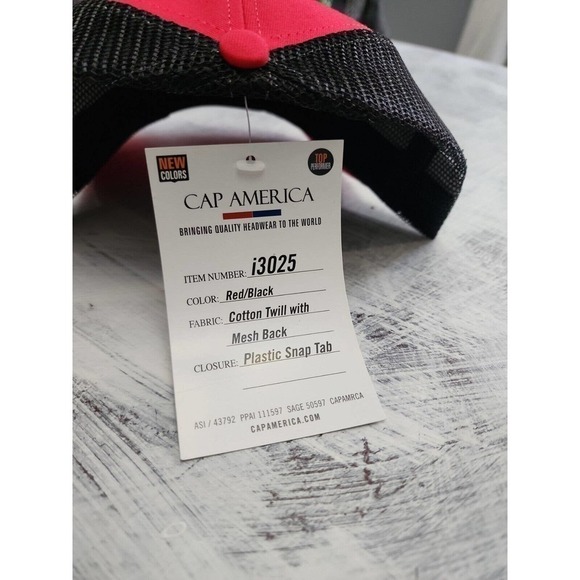 NEW
COLORS
TOP
PERFORMER
CAP AMERICA
BRINGING QUALITY HEADWEAR TO THE WORLD
ITEM NUMBER: i3025
COLOR: Red/Black
FABRIC: Cotton Twill with
Mesh Back
CLOSURE: Plastic Snap Tab
ASI / 43792 PPAI 111597 SAGE 50597 CAPAMRCA
CAPAMERICA.COM